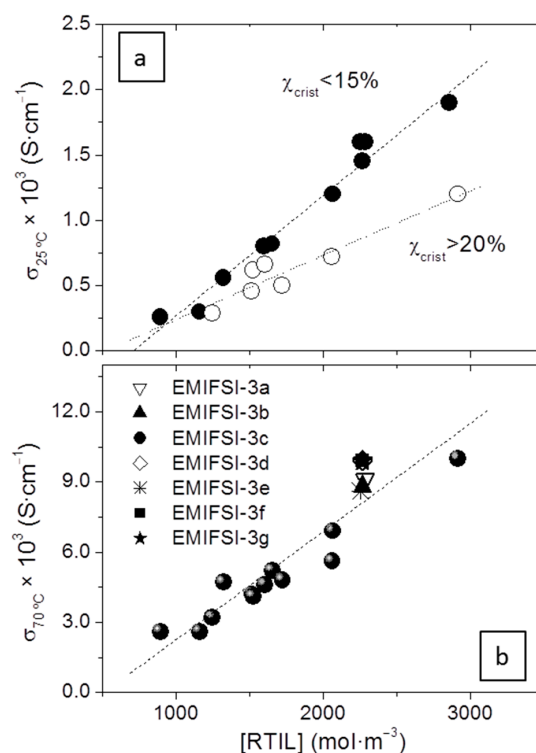 a
χcrist<15%
χcrist>20%
σ25 ºC × 10³ (S·cm⁻¹)
2.5
2.0
1.5
1.0
0.5
0.0
EMIFSI-3a
EMIFSI-3b
EMIFSI-3c
EMIFSI-3d
EMIFSI-3e
EMIFSI-3f
EMIFSI-3g
σ70 ºC × 10³ (S·cm⁻¹)
12.0
9.0
6.0
3.0
0.0
b
1000 2000 3000
[RTIL] (mol·m⁻³)